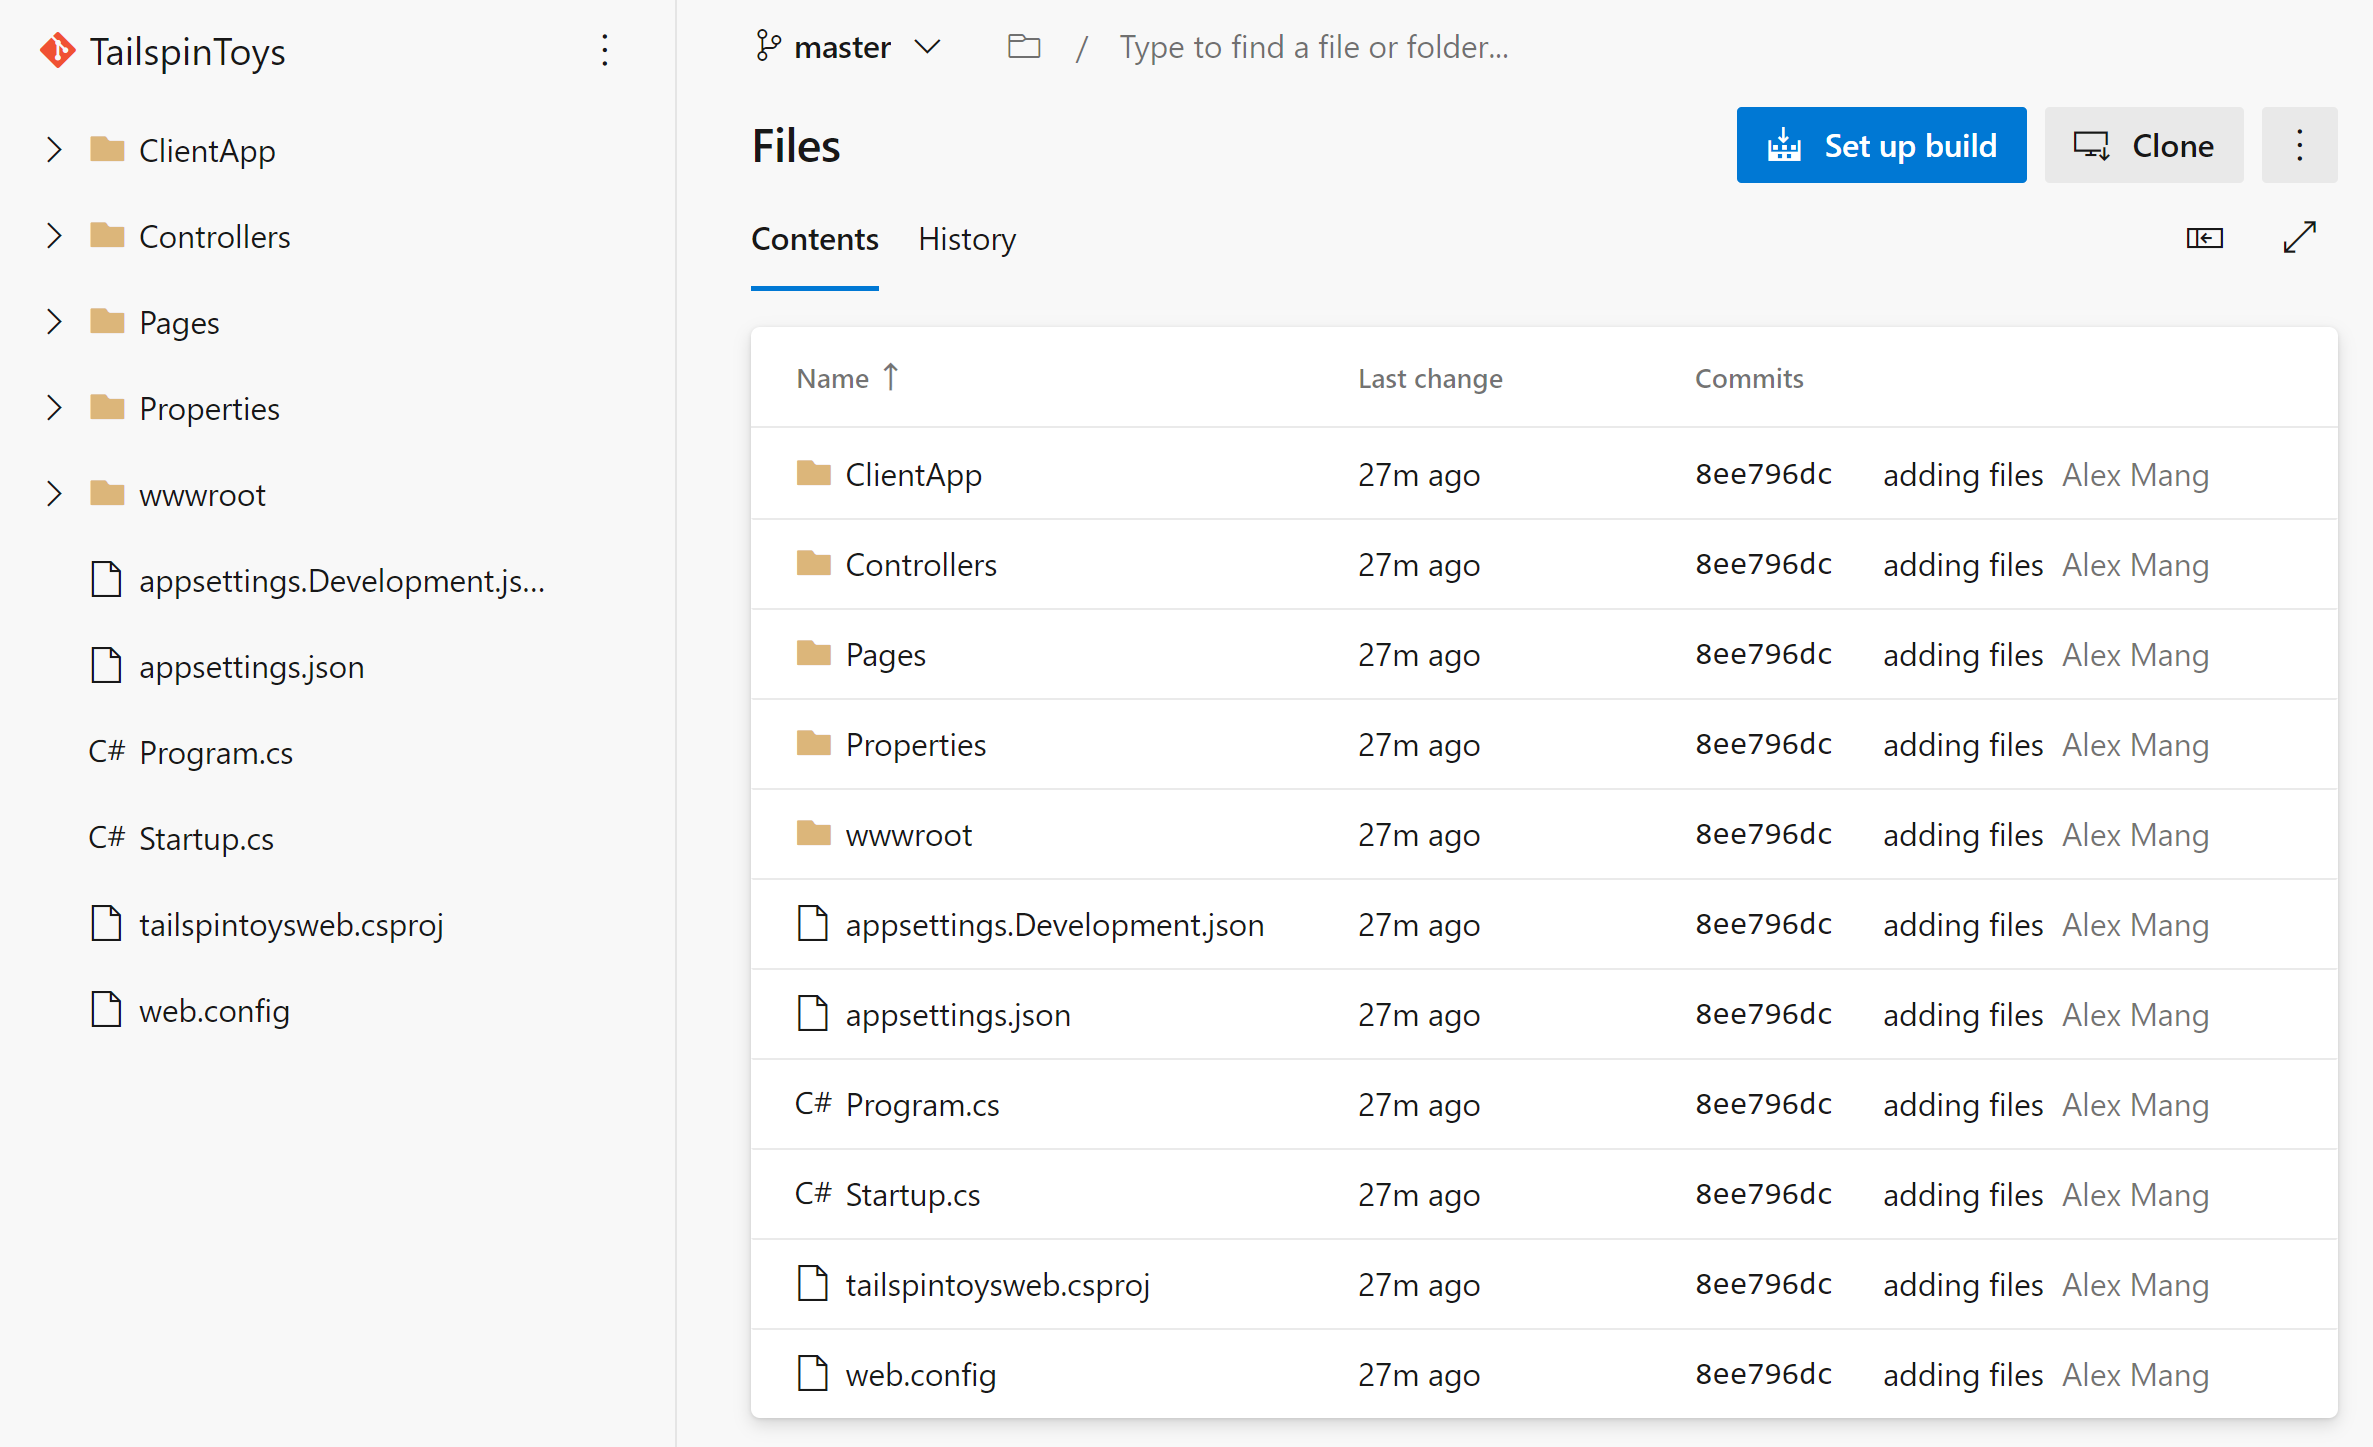 TailspinToys
ClientApp
Controllers
Pages
Properties
wwwroot
appsettings.Development.js...
appsettings.json
C# Program.cs
C# Startup.cs
tailspintoysweb.csproj
web.config
master / Type to find a file or folder...
Files
Set up build
Clone
Contents History
Name ↑ Last change Commits
ClientApp 27m ago 8ee796dc adding files Alex Mang
Controllers 27m ago 8ee796dc adding files Alex Mang
Pages 27m ago 8ee796dc adding files Alex Mang
Properties 27m ago 8ee796dc adding files Alex Mang
wwwroot 27m ago 8ee796dc adding files Alex Mang
appsettings.Development.json 27m ago 8ee796dc adding files Alex Mang
appsettings.json 27m ago 8ee796dc adding files Alex Mang
C# Program.cs 27m ago 8ee796dc adding files Alex Mang
C# Startup.cs 27m ago 8ee796dc adding files Alex Mang
tailspintoysweb.csproj 27m ago 8ee796dc adding files Alex Mang
web.config 27m ago 8ee796dc adding files Alex Mang